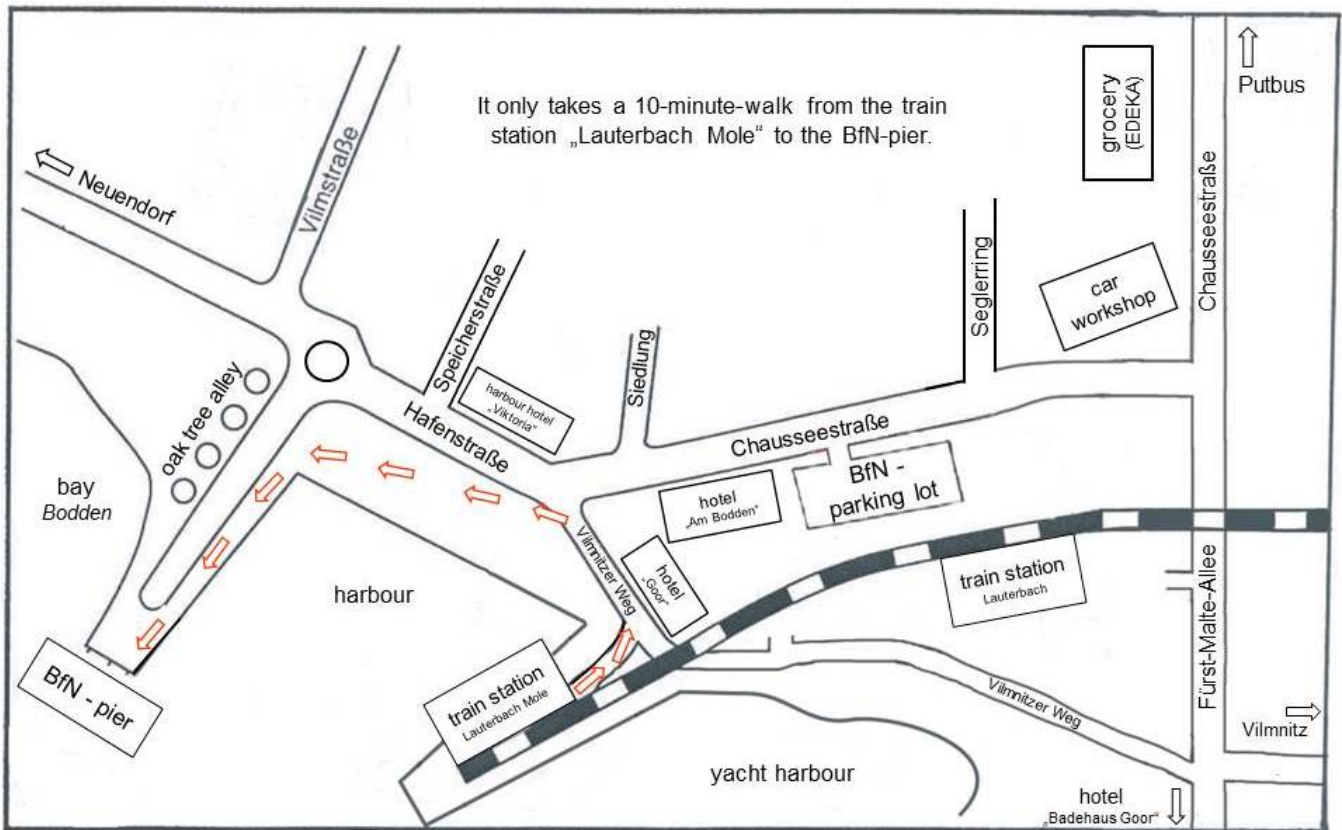 It only takes a 10-minute-walk from the train
station „Lauterbach Mole“ to the BfN-pier.
grocery
(EDEKA)
Putbus
Neuendorf
Vilmstraße
Chausseestraße
Seglerring
car
workshop
Speicherstraße
harbour hotel
„Viktoria“
Siedlung
oak tree alley
Hafenstraße
Chausseestraße
BfN -
parking lot
hotel
„Am Bodden“
bay
Bodden
Vilmnitzer Weg
hotel
„Goor“
train station
Lauterbach
harbour
Fürst-Malte-Allee
BfN - pier
train station
Lauterbach Mole
Vilmnitzer Weg
Vilmnitz
yacht harbour
hotel
„Badehaus Goor“